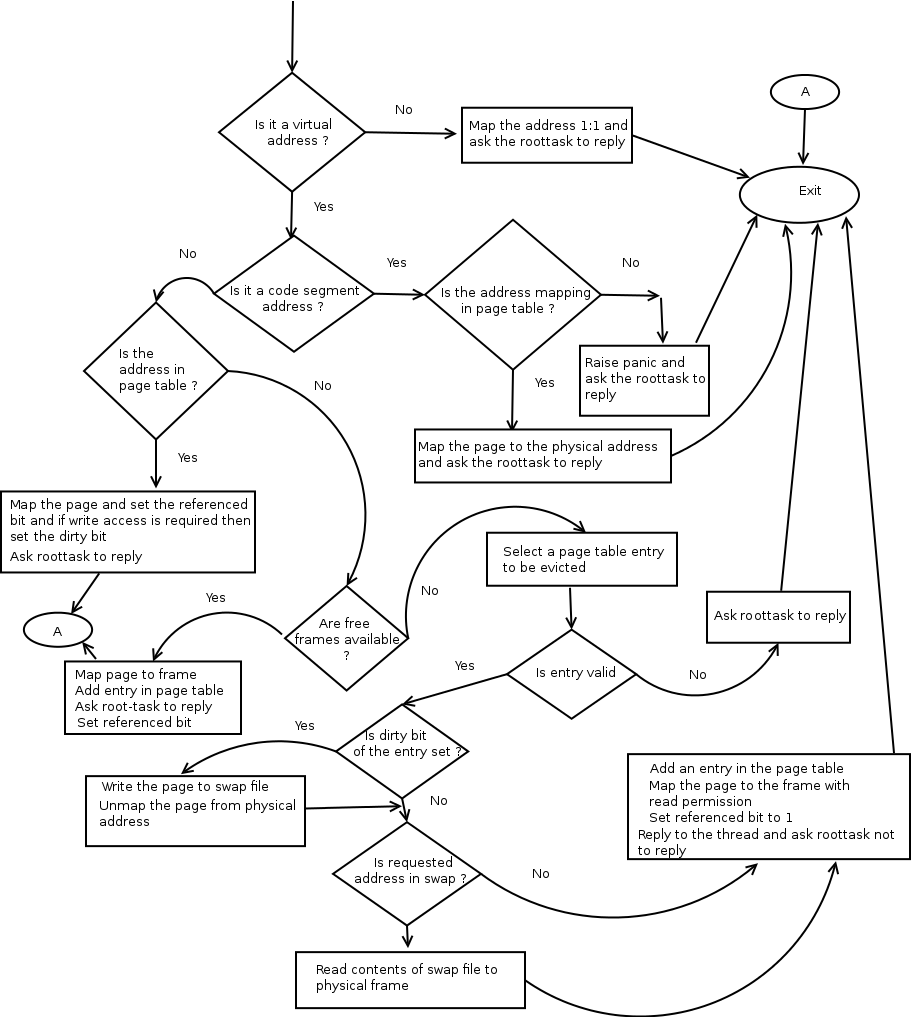 Is it a virtual
address ?
No
Map the address 1:1 and
ask the roottask to reply
A
Exit
Yes
No
Is it a code segment
address ?
Yes
Is the address mapping
in page table ?
No
Is the
address in
page table ?
No
Yes
Raise panic and
ask the roottask to
reply
Yes
Map the page to the physical address
and ask the roottask to reply
Map the page and set the referenced
bit and if write access is required then
set the dirty bit
Ask roottask to reply
A
Yes
Are free
frames available
?
No
Select a page table entry
to be evicted
Ask roottask to reply
Map page to frame
Add entry in page table
Ask root-task to reply
Set referenced bit
Yes
Is entry valid
No
Yes
Is dirty bit
of the entry set ?
Write the page to swap file
Unmap the page from physical
address
No
Add an entry in the page table
Map the page to the frame with
read permission
Set referenced bit to 1
Reply to the thread and ask roottask not
to reply
Is requested
address in swap ?
No
Read contents of swap file to
physical frame